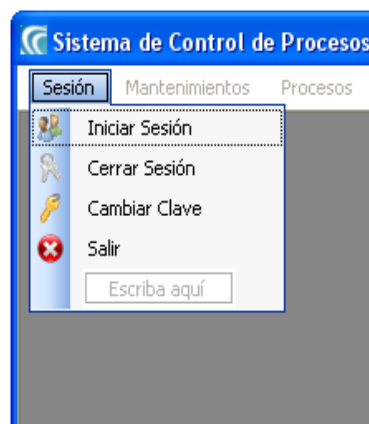 Sistema de Control de Procesos
Sesión Mantenimientos Procesos
Iniciar Sesión
Cerrar Sesión
Cambiar Clave
Salir
Escriba aquí